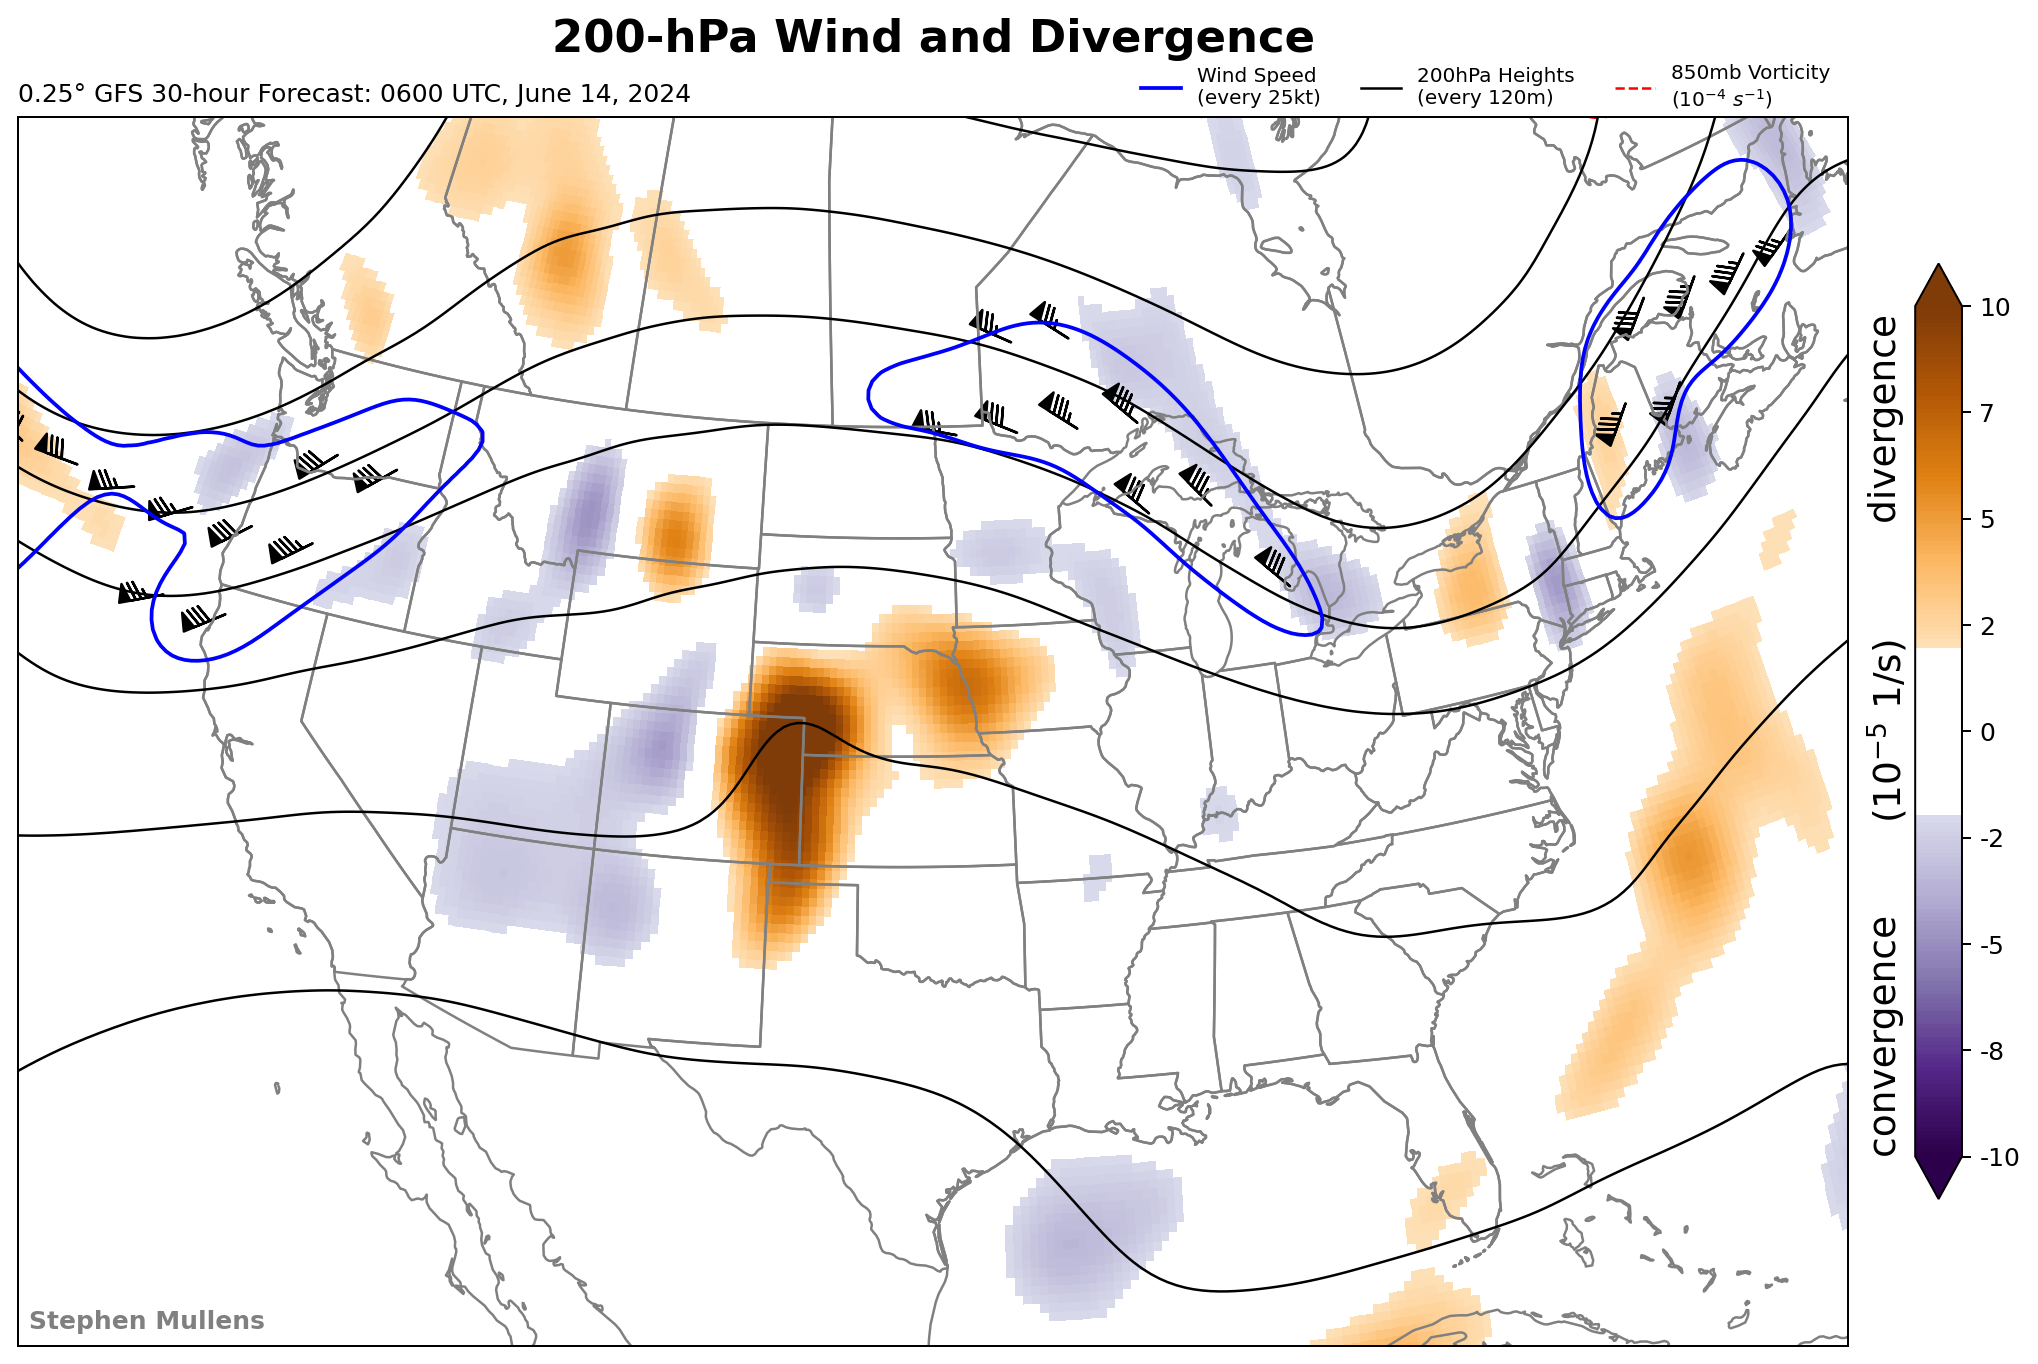 200-hPa Wind and Divergence
0.25° GFS 30-hour Forecast: 0600 UTC, June 14, 2024
Wind Speed
(every 25kt)
200hPa Heights
(every 120m)
850mb Vorticity
(10⁻⁴ s⁻¹)
10
7
5
2
0
-2
-5
-8
-10
convergence (10⁻⁵ 1/s) divergence
Stephen Mullens